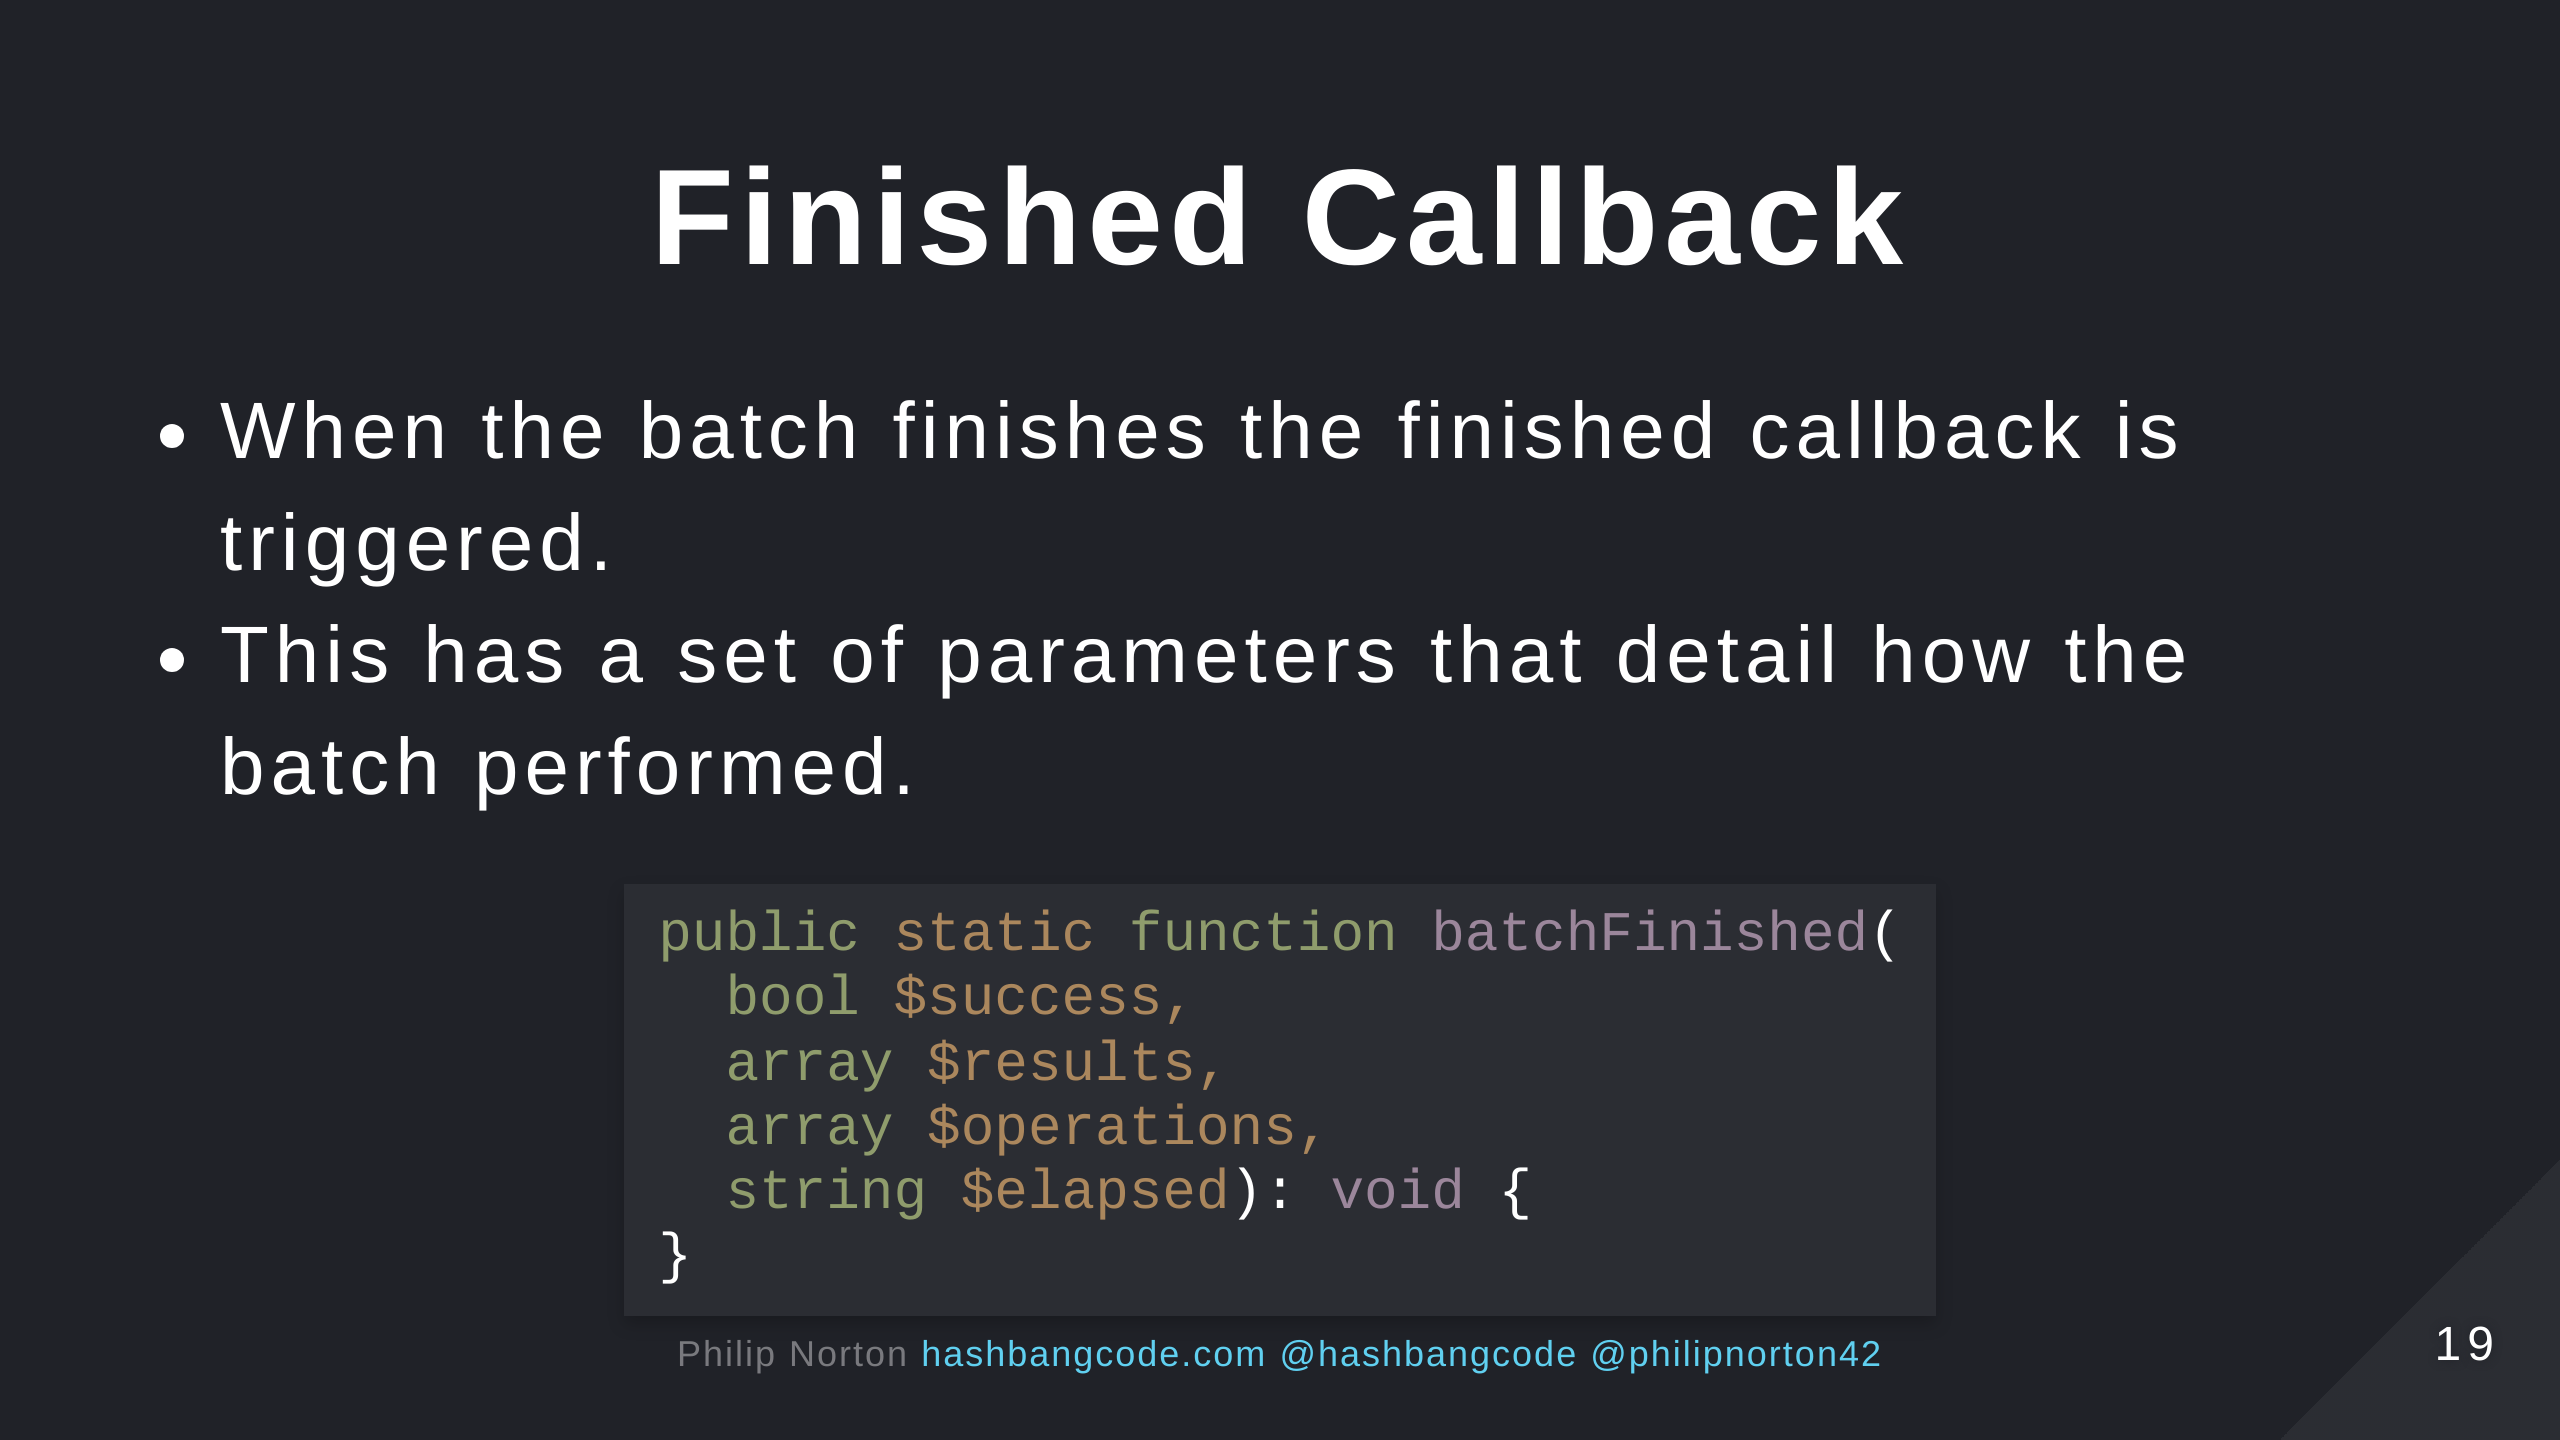 Finished Callback
• When the batch finishes the finished callback is
triggered.
• This has a set of parameters that detail how the
batch performed.
public static function batchFinished(
  bool $success,
  array $results,
  array $operations,
  string $elapsed): void {
}
Philip Norton hashbangcode.com @hashbangcode @philipnorton42
19